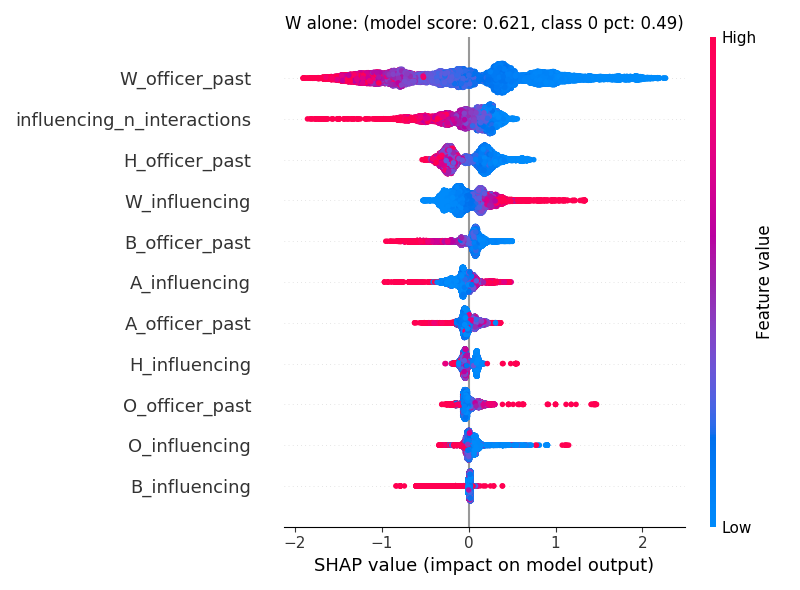 W alone: (model score: 0.621, class 0 pct: 0.49)
High
W_officer_past
influencing_n_interactions
H_officer_past
W_influencing
B_officer_past
A_influencing
A_officer_past
H_influencing
O_officer_past
O_influencing
B_influencing
Feature value
Low
−2
−1
0
1
2
SHAP value (impact on model output)